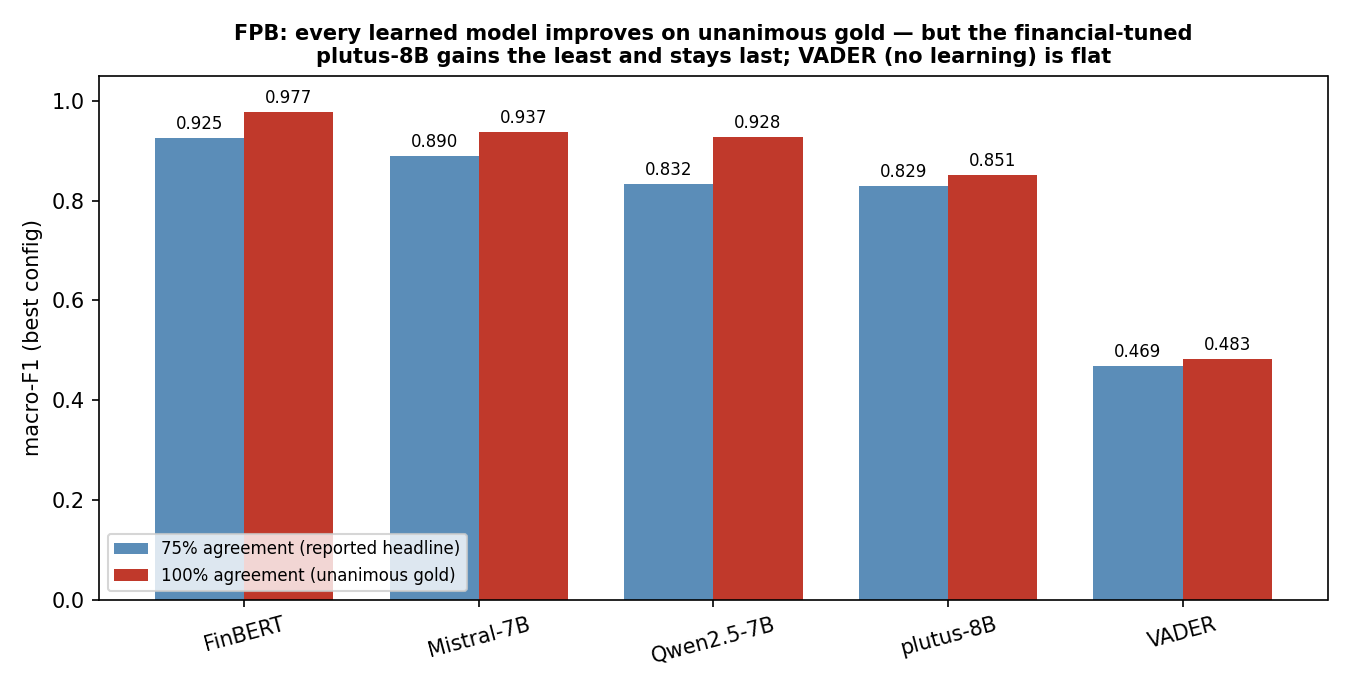 FPB: every learned model improves on unanimous gold — but the financial-tuned
plutus-8B gains the least and stays last; VADER (no learning) is flat
macro-F1 (best config)
1.0
0.8
0.6
0.4
0.2
0.0
0.925
0.977
0.890
0.937
0.832
0.928
0.829
0.851
0.469
0.483
75% agreement (reported headline)
100% agreement (unanimous gold)
FinBERT
Mistral-7B
Qwen2.5-7B
plutus-8B
VADER